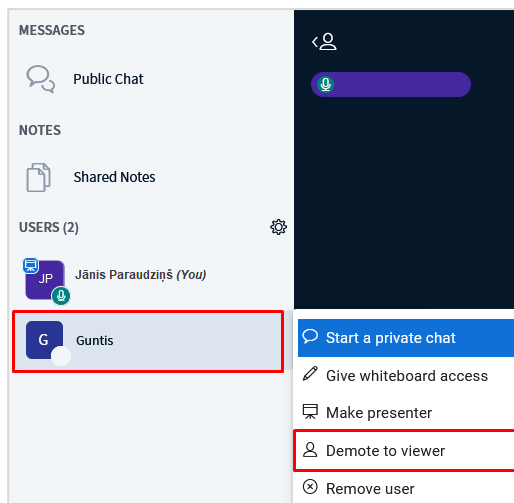 MESSAGES
Public Chat
NOTES
Shared Notes
USERS (2)
JP
Jānis Paraudziņš (You)
G
Guntis
Start a private chat
Give whiteboard access
Make presenter
Demote to viewer
Remove user